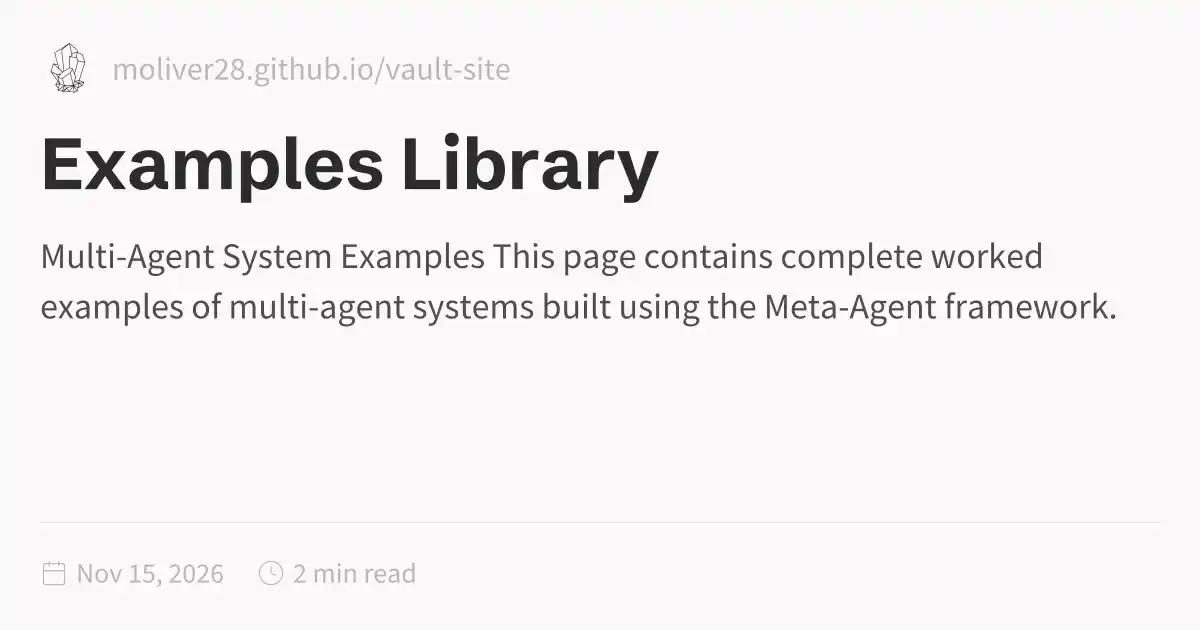 moliver28.github.io/vault-site
Examples Library
Multi-Agent System Examples This page contains complete worked
examples of multi-agent systems built using the Meta-Agent framework.
Nov 15, 2026 2 min read